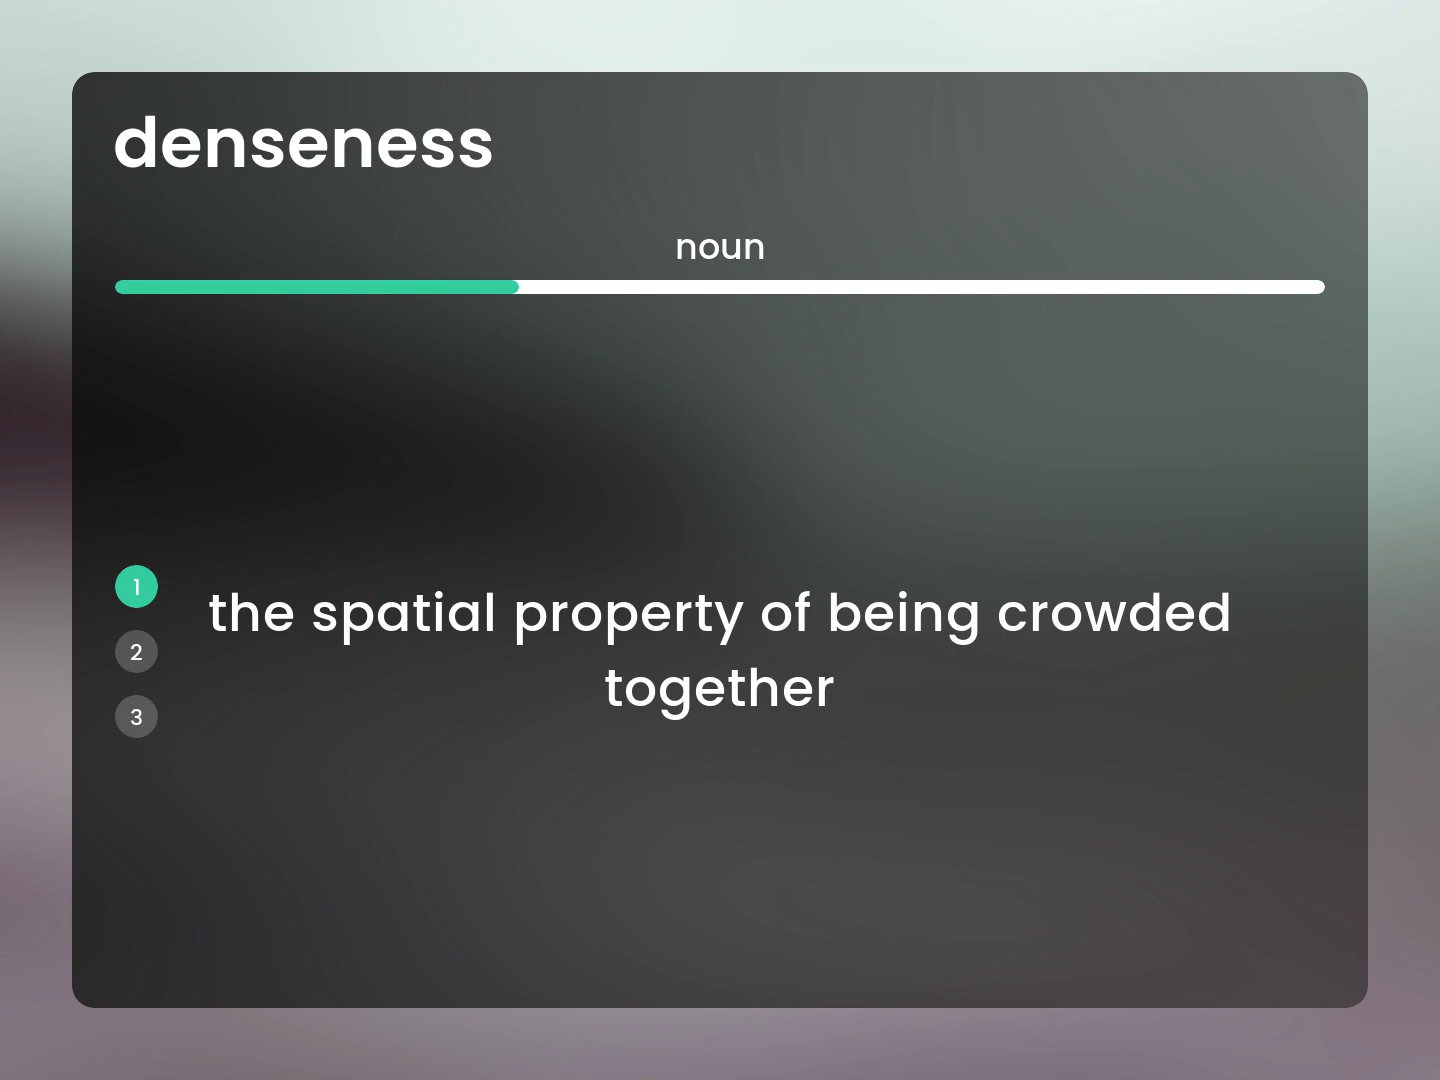 denseness
noun
1
2
3
the spatial property of being crowded
together